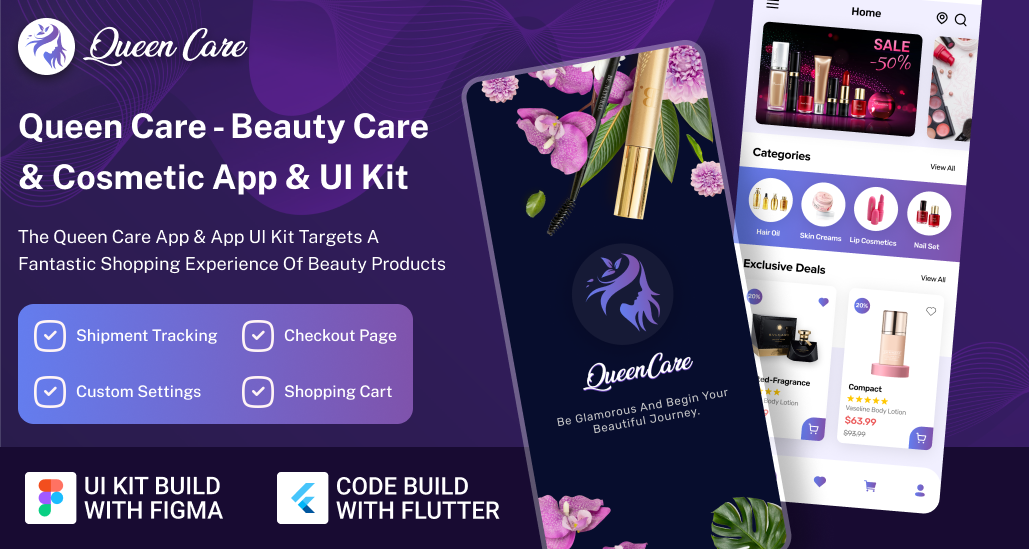 Queen Care
Queen Care - Beauty Care
& Cosmetic App & UI Kit
The Queen Care App & App UI Kit Targets A
Fantastic Shopping Experience Of Beauty Products
Shipment Tracking
Checkout Page
Custom Settings
Shopping Cart
UI KIT BUILD
WITH FIGMA
CODE BUILD
WITH FLUTTER
QueenCare
Be Glamorous And Begin Your
Beautiful Journey.
Home
SALE
-50%
Categories
View All
Hair Oil
Skin Creams
Lip Cosmetics
Nail Set
Exclusive Deals
View All
20%
20%
Compact
Body Lotion
Vaseline Body Lotion
$63.99
$93.99